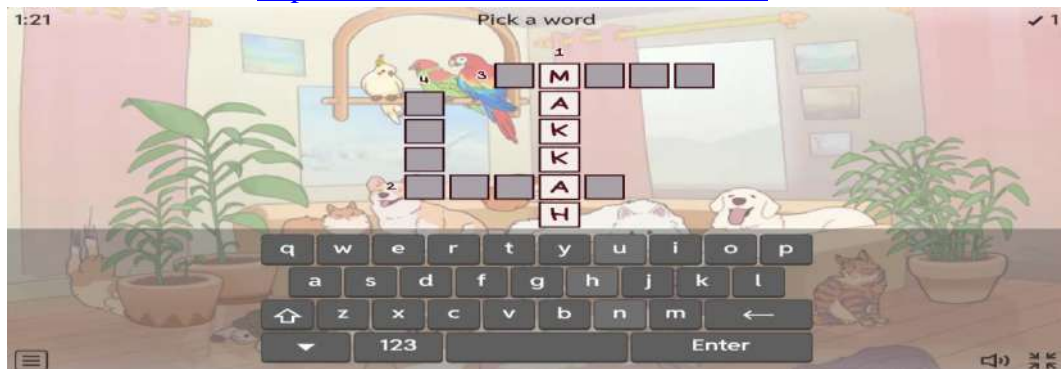 1:21 Pick a word ✓ 1
1
4 3 M
A
K
K
2 A
H
q w e r t y u i o p
a s d f g h j k l
z x c v b n m ←
123 Enter